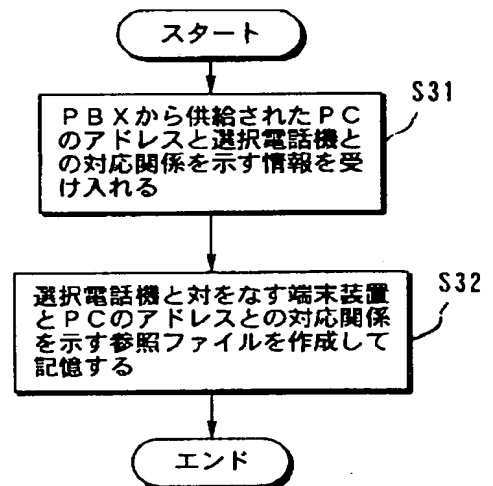 スタート
S31
PBXから供給されたPC
のアドレスと選択電話機と
の対応関係を示す情報を受
け入れる
S32
選択電話機と対をなす端末装置
とPCのアドレスとの対応関係
を示す参照ファイルを作成して
記憶する
エンド